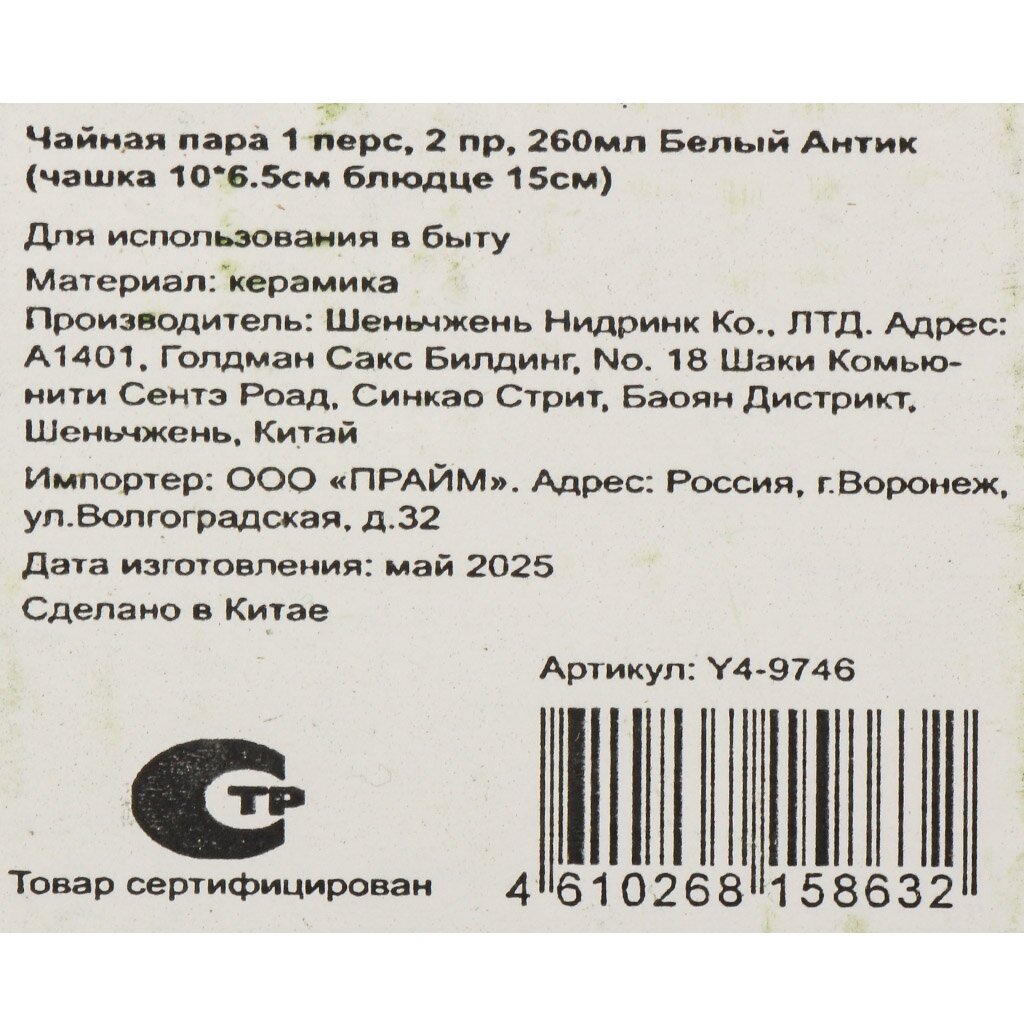 Чайная пара 1 перс, 2 пр, 260мл Белый Антик
(чашка 10*6.5см блюдце 15см)
Для использования в быту
Материал: керамика
Производитель: Шеньчжень Нидринк Ко., ЛТД. Адрес:
А1401, Голдман Сакс Билдинг, No. 18 Шаки Комью-
нити Сентэ Роад, Синкао Стрит, Баоян Дистрикт,
Шеньчжень, Китай
Импортер: ООО «ПРАЙМ». Адрес: Россия, г.Воронеж,
ул.Волгоградская, д.32
Дата изготовления: май 2025
Сделано в Китае
Артикул: Y4-9746
СТР
Товар сертифицирован
4 610268 158632